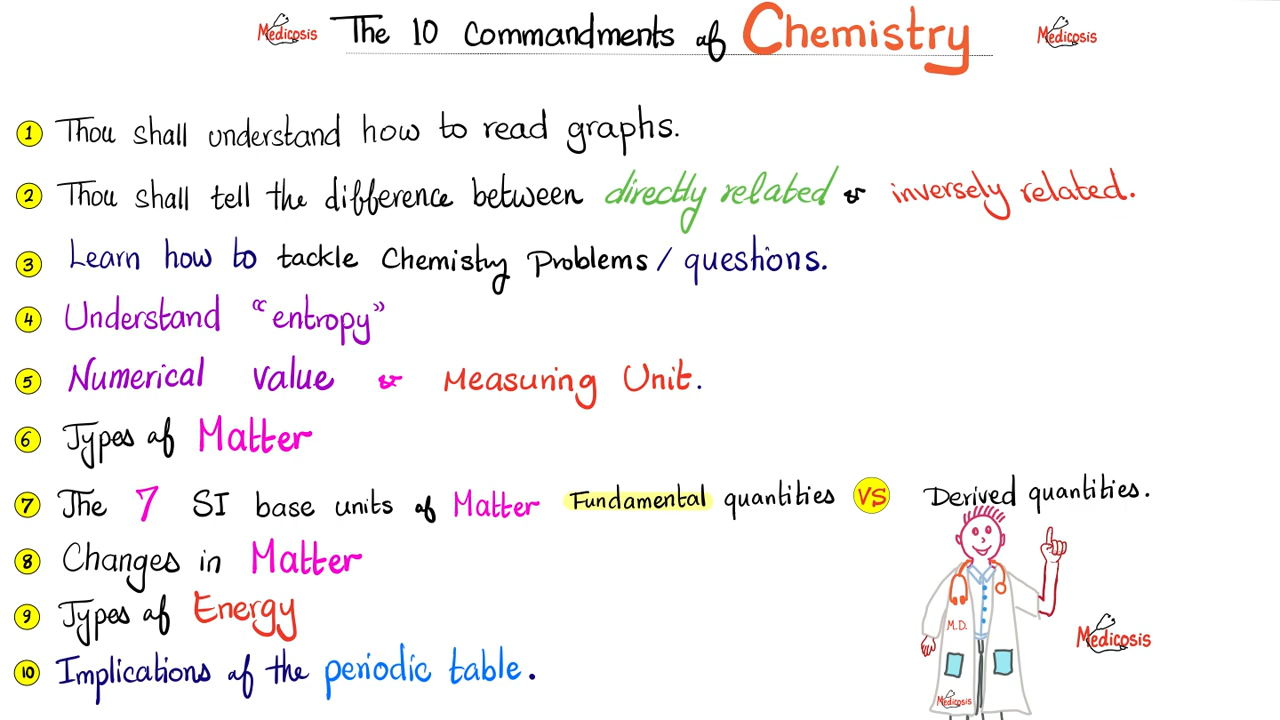 Medicosis The 10 Commandments of Chemistry Medicosis
1 Thou shall understand how to read graphs.
2 Thou shall tell the difference between directly related & inversely related.
3 Learn how to tackle Chemistry Problems / questions.
4 Understand “entropy”
5 Numerical value & Measuring Unit.
6 Types of Matter
7 The 7 SI base units of Matter Fundamental quantities VS Derived quantities.
8 Changes in Matter
9 Types of Energy
10 Implications of the periodic table.
M.D.
Medicosis
Medicosis